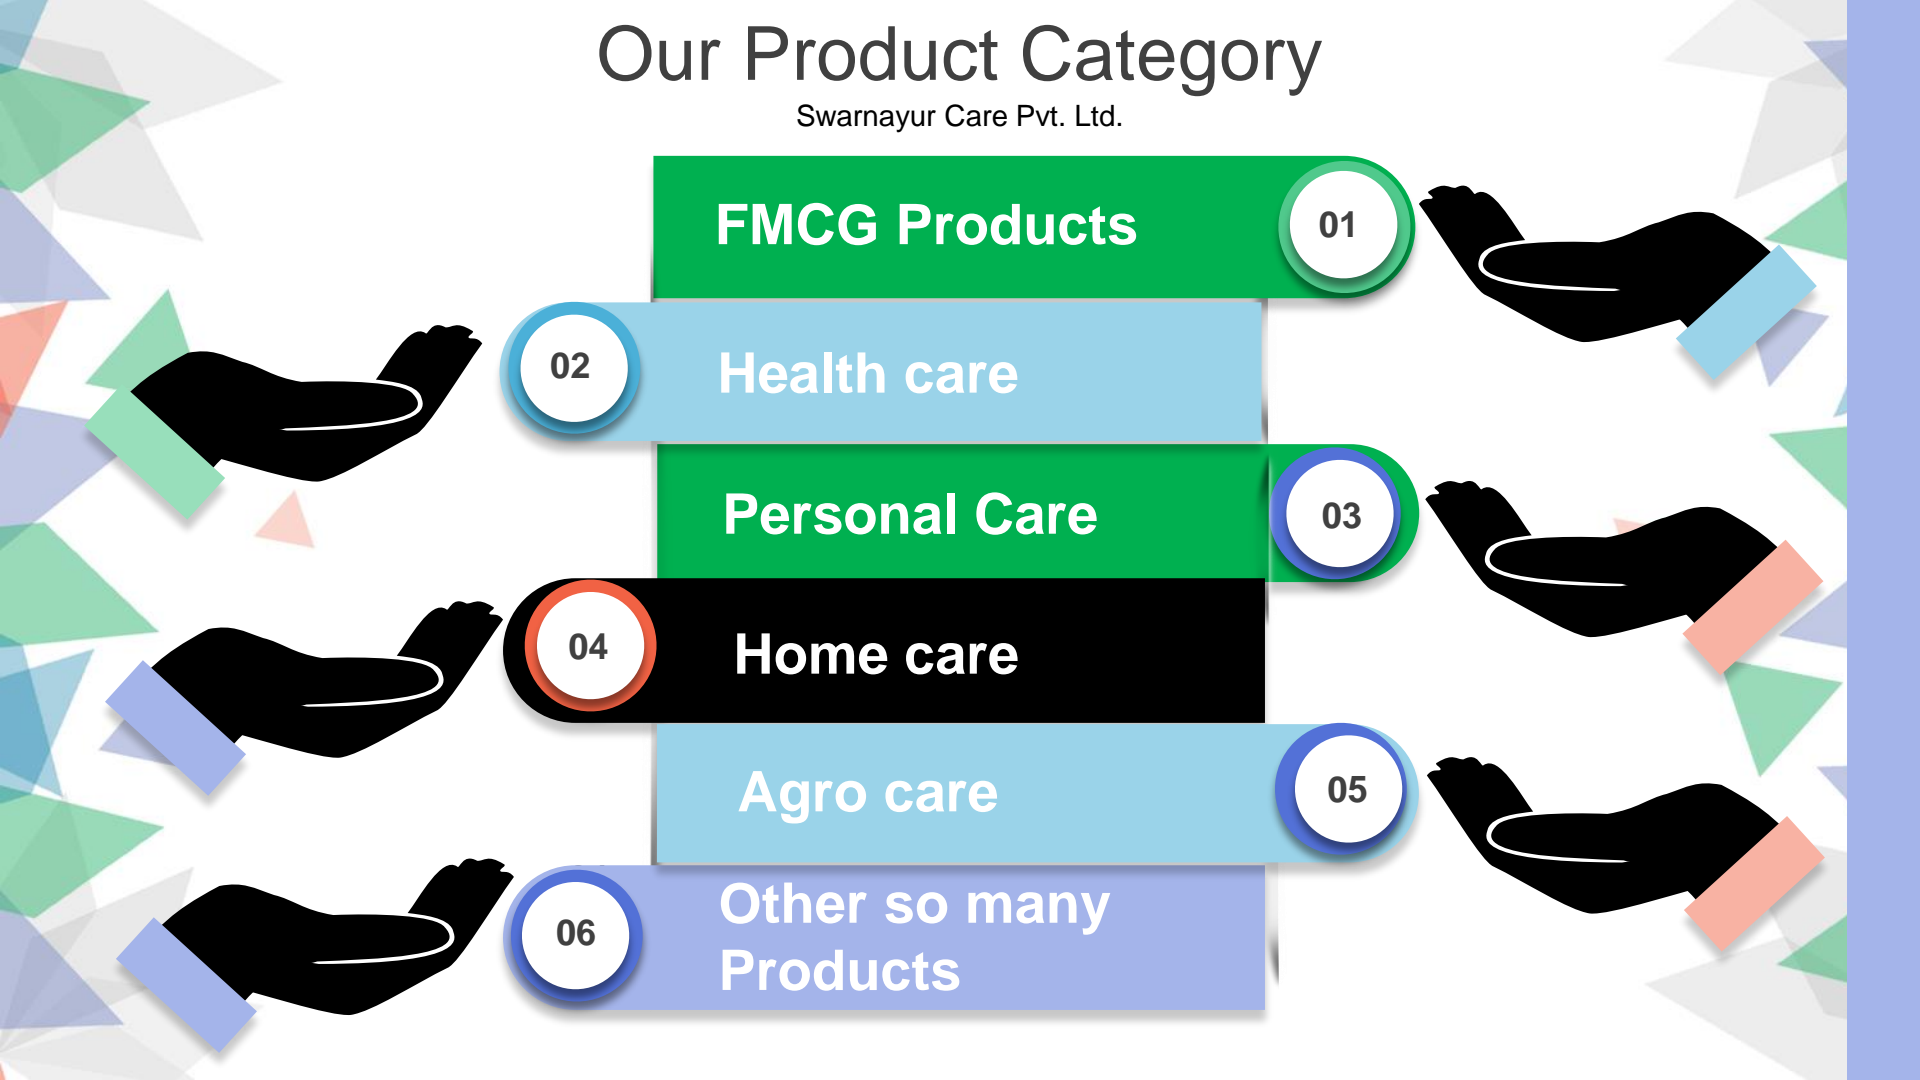 Our Product Category
Swarnayur Care Pvt. Ltd.
FMCG Products
01
02
Health care
Personal Care
03
04
Home care
Agro care
05
06
Other so many
Products